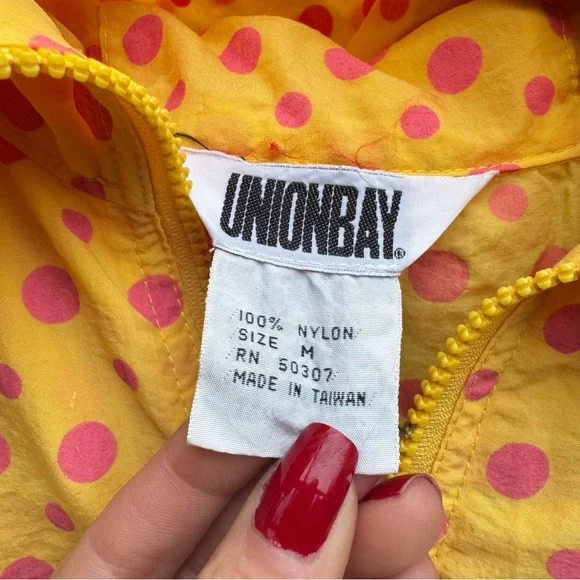 UNIONBAY®
100% NYLON
SIZE M
RN 50307
MADE IN TAIWAN